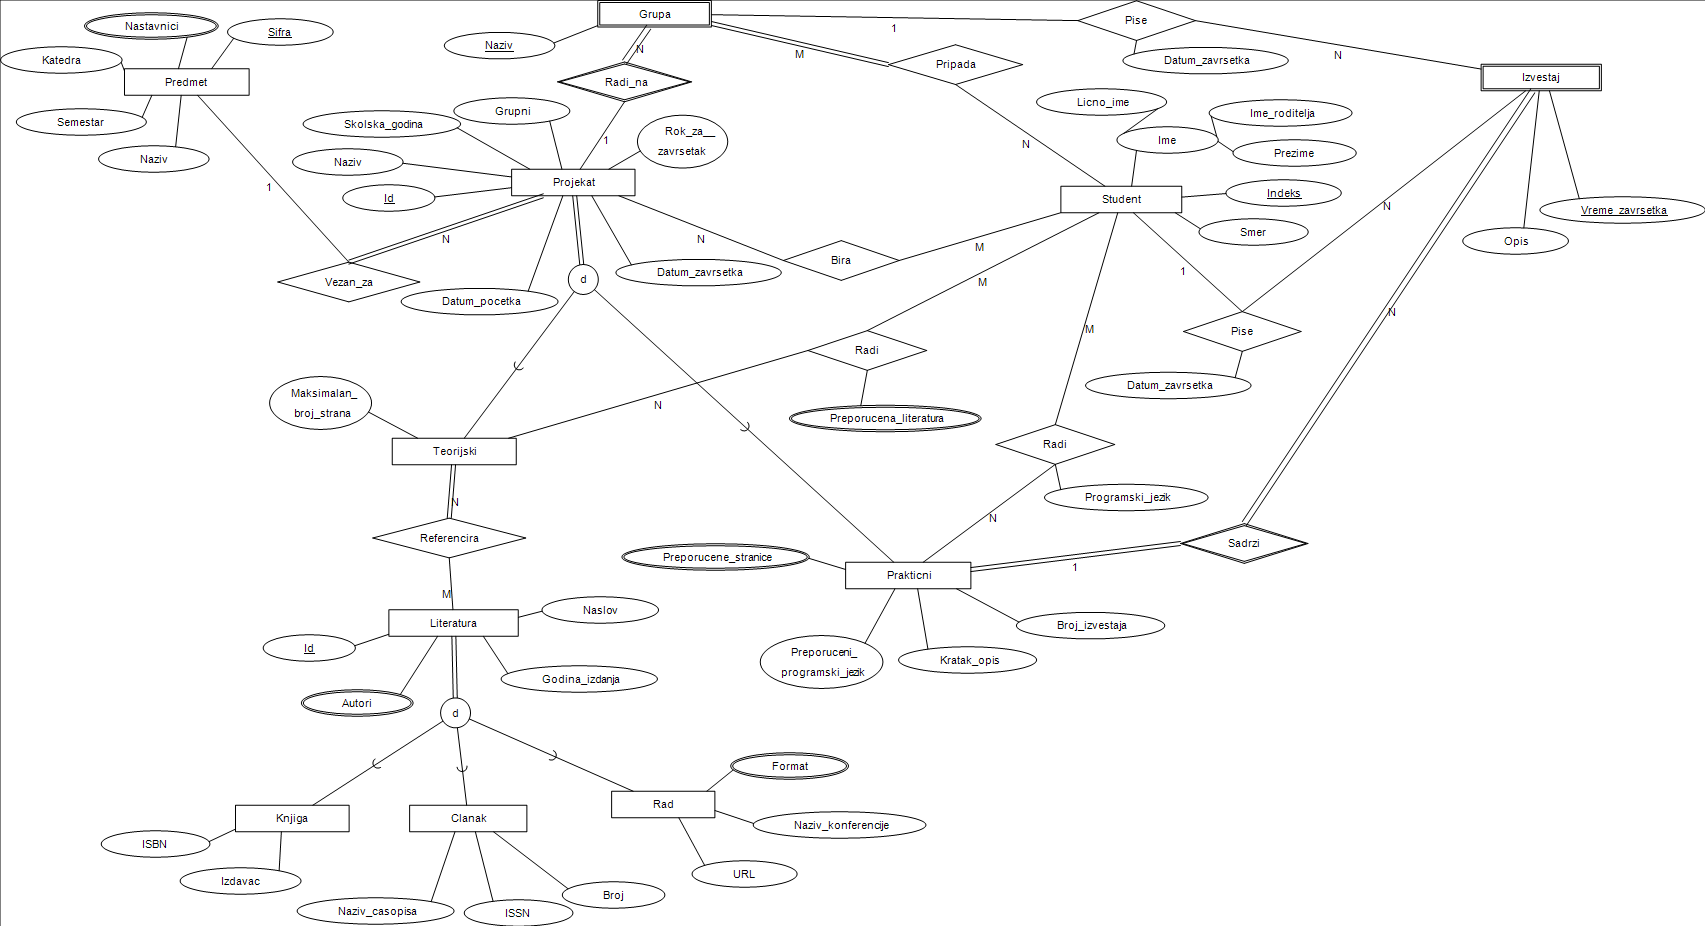 Grupa
Pise
1
Nastavnici
Sifra
Naziv
N
M
N
Katedra
Datum_zavrsetka
Pripada
Izvestaj
Predmet
Radi_na
Licno_ime
Grupni
Ime_roditelja
Semestar
Skolska_godina
Rok_za__
zavrsetak
Ime
1
N
Prezime
Naziv
Naziv
Projekat
1
Id
Student
Indeks
N
Vreme_zavrsetka
Smer
N
N
M
Opis
Bira
Vezan_za
d
Datum_zavrsetka
1
M
Datum_pocetka
N
M
Pise
Radi
Datum_zavrsetka
Maksimalan_
broj_strana
N
Preporucena_literatura
Teorijski
Radi
N
Programski_jezik
N
Referencira
Sadrzi
Preporucene_stranice
1
Prakticni
M
Naslov
Literatura
Broj_izvestaja
Id
Preporuceni_
programski_jezik
Kratak_opis
Godina_izdanja
Autori
d
Format
Rad
Knjiga
Clanak
Naziv_konferencije
ISBN
URL
Izdavac
Broj
Naziv_casopisa
ISSN